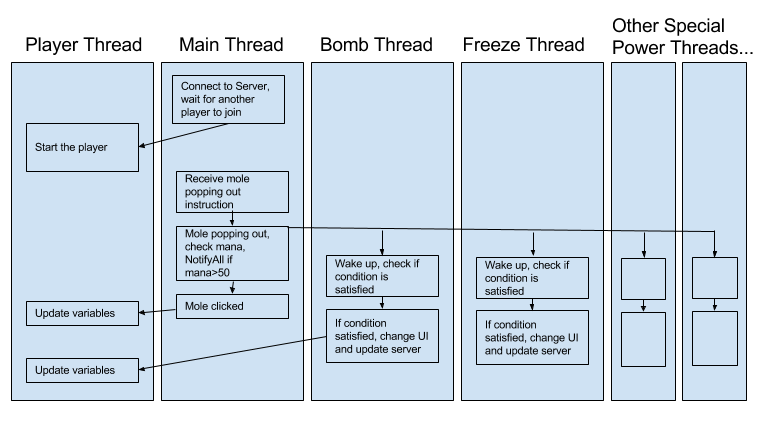 Player Thread
Main Thread
Bomb Thread
Freeze Thread
Other Special
Power Threads...
Connect to Server,
wait for another
player to join
Start the player
Receive mole
popping out
instruction
Mole popping out,
check mana,
NotifyAll if
mana>50
Wake up, check if
condition is
satisfied
Wake up, check if
condition is
satisfied
Mole clicked
Update variables
If condition
satisfied, change UI
and update server
If condition
satisfied, change UI
and update server
Update variables